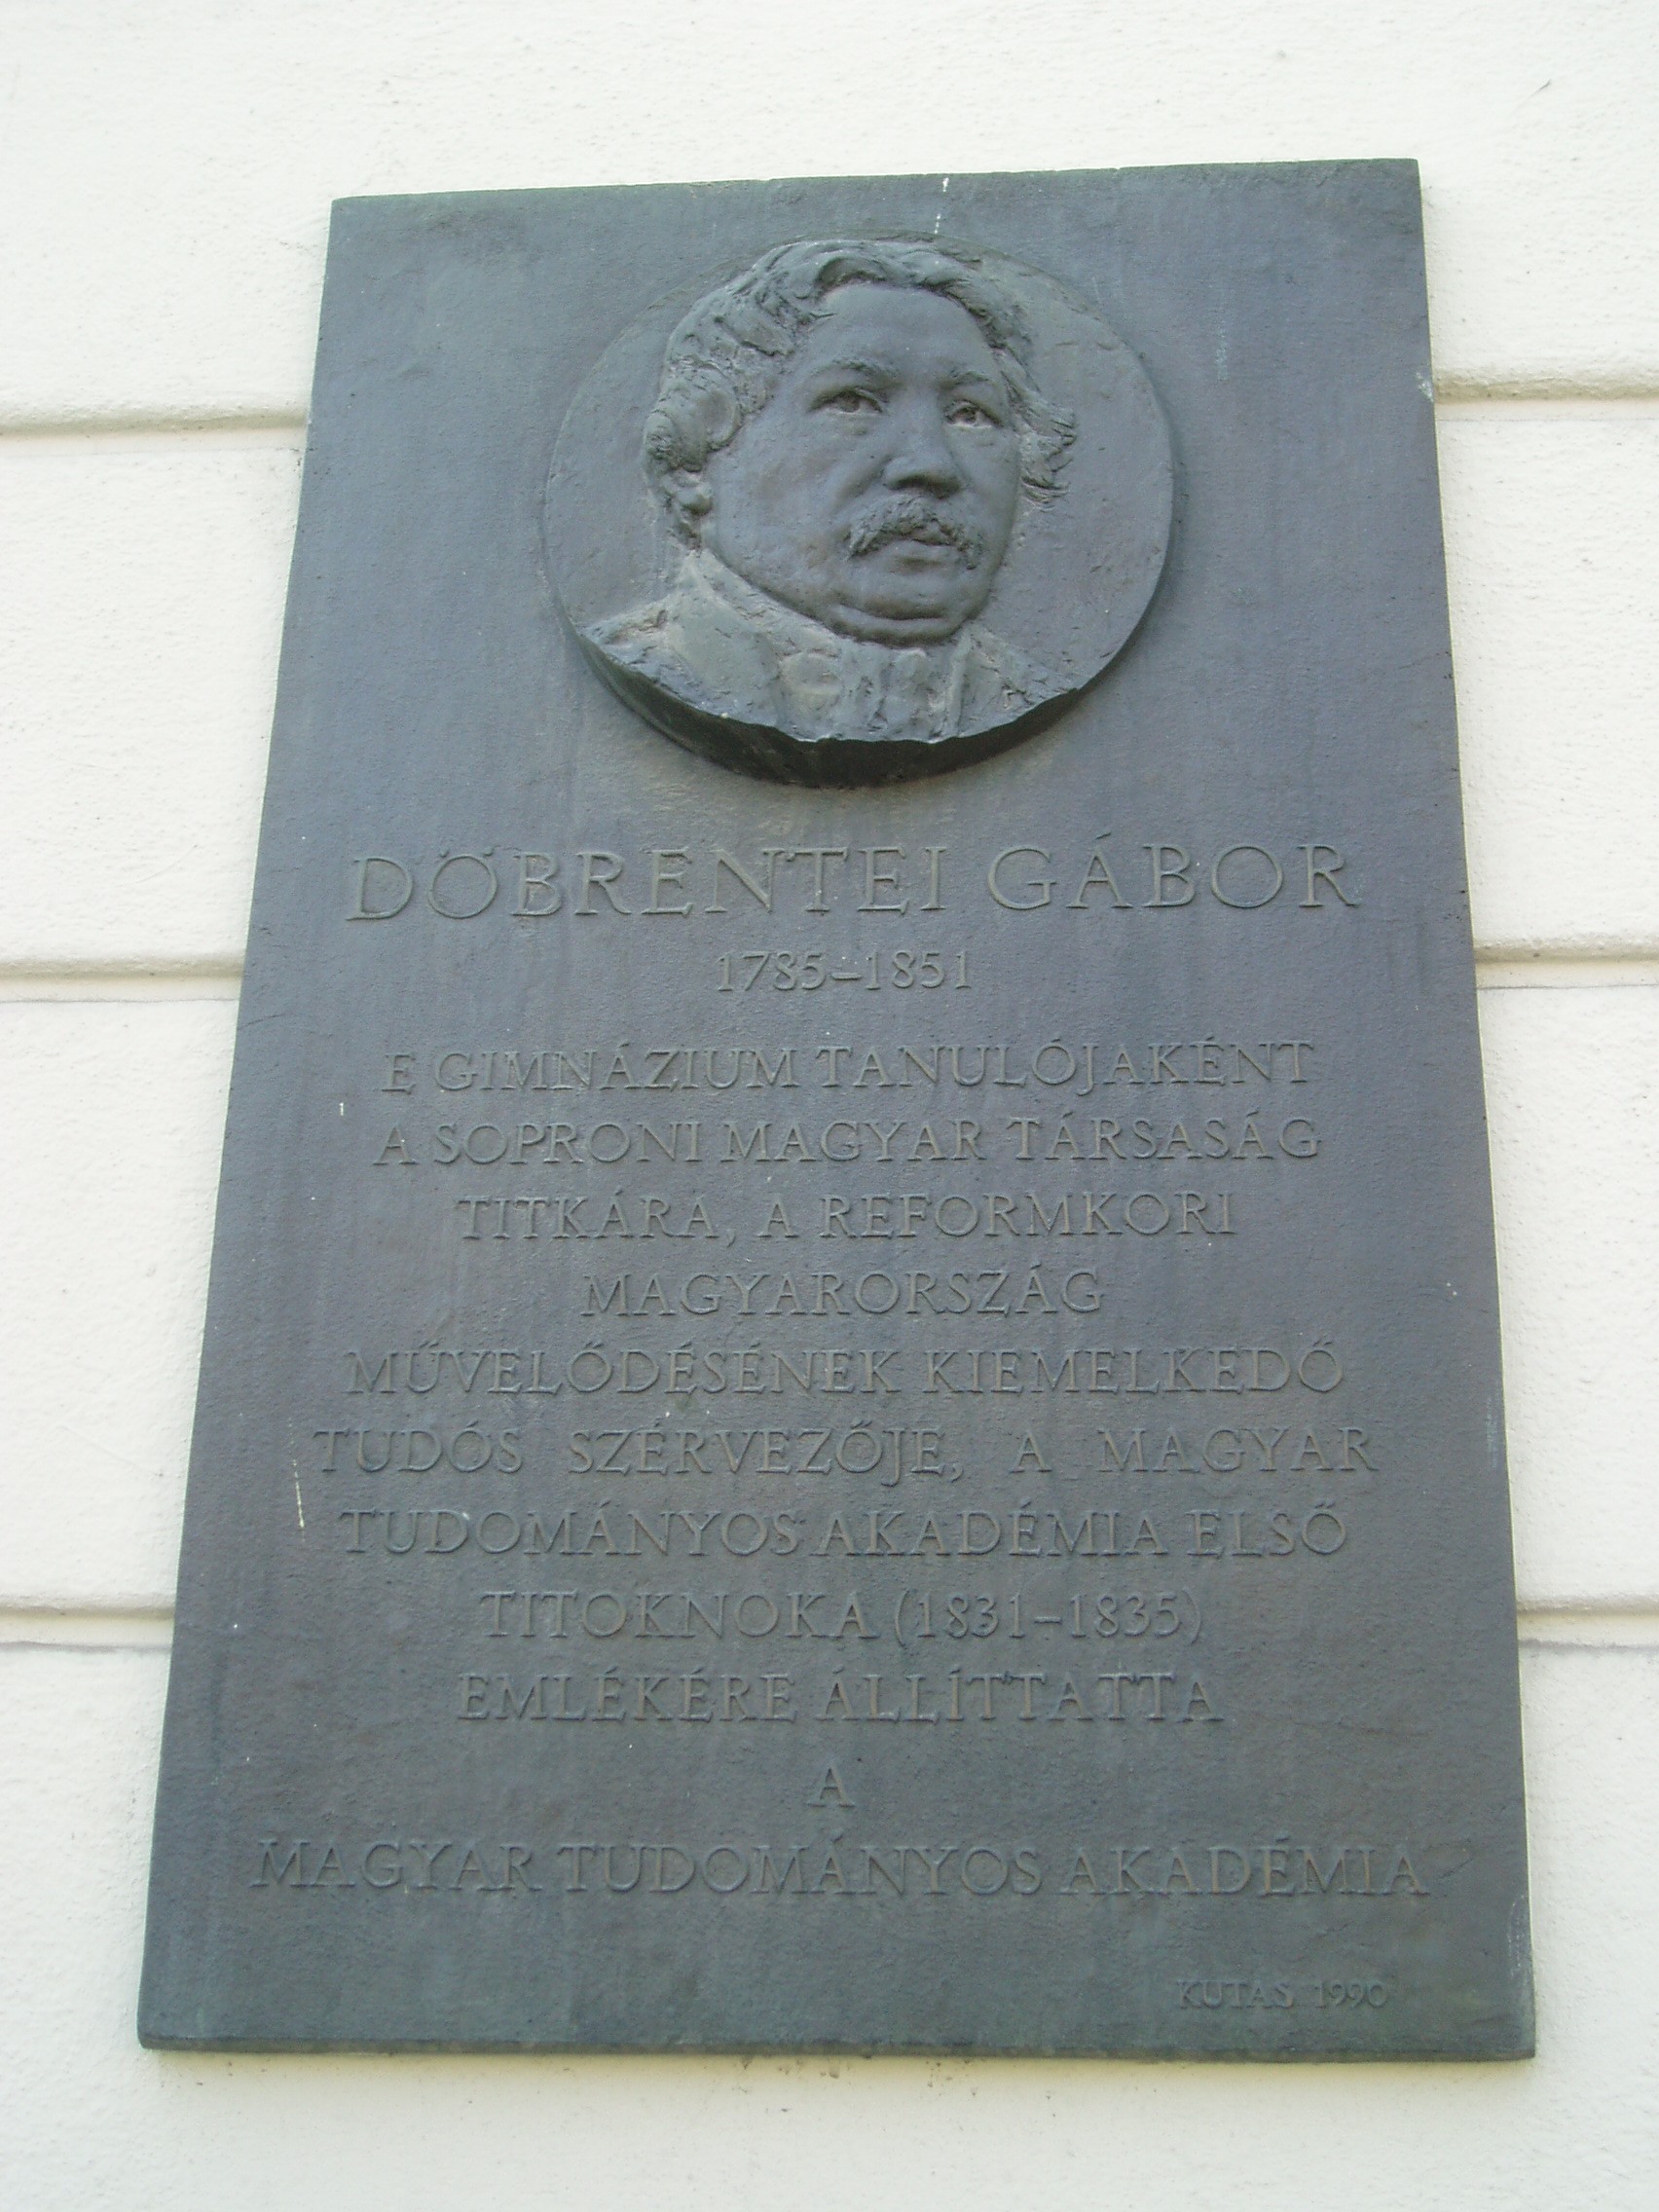 DÖBRENTEI GÁBOR
1785–1851
E GIMNÁZIUM TANULÓJAKÉNT
A SOPRONI MAGYAR TÁRSASÁG
TITKÁRA, A REFORMKORI
MAGYARORSZÁG
MŰVELŐDÉSÉNEK KIEMELKEDŐ
TUDÓS SZERVEZŐJE, A MAGYAR
TUDOMÁNYOS AKADÉMIA ELSŐ
TITOKNOKA (1831–1835)
EMLÉKÉRE ÁLLÍTTATTA
A
MAGYAR TUDOMÁNYOS AKADÉMIA
KUTAS 1990